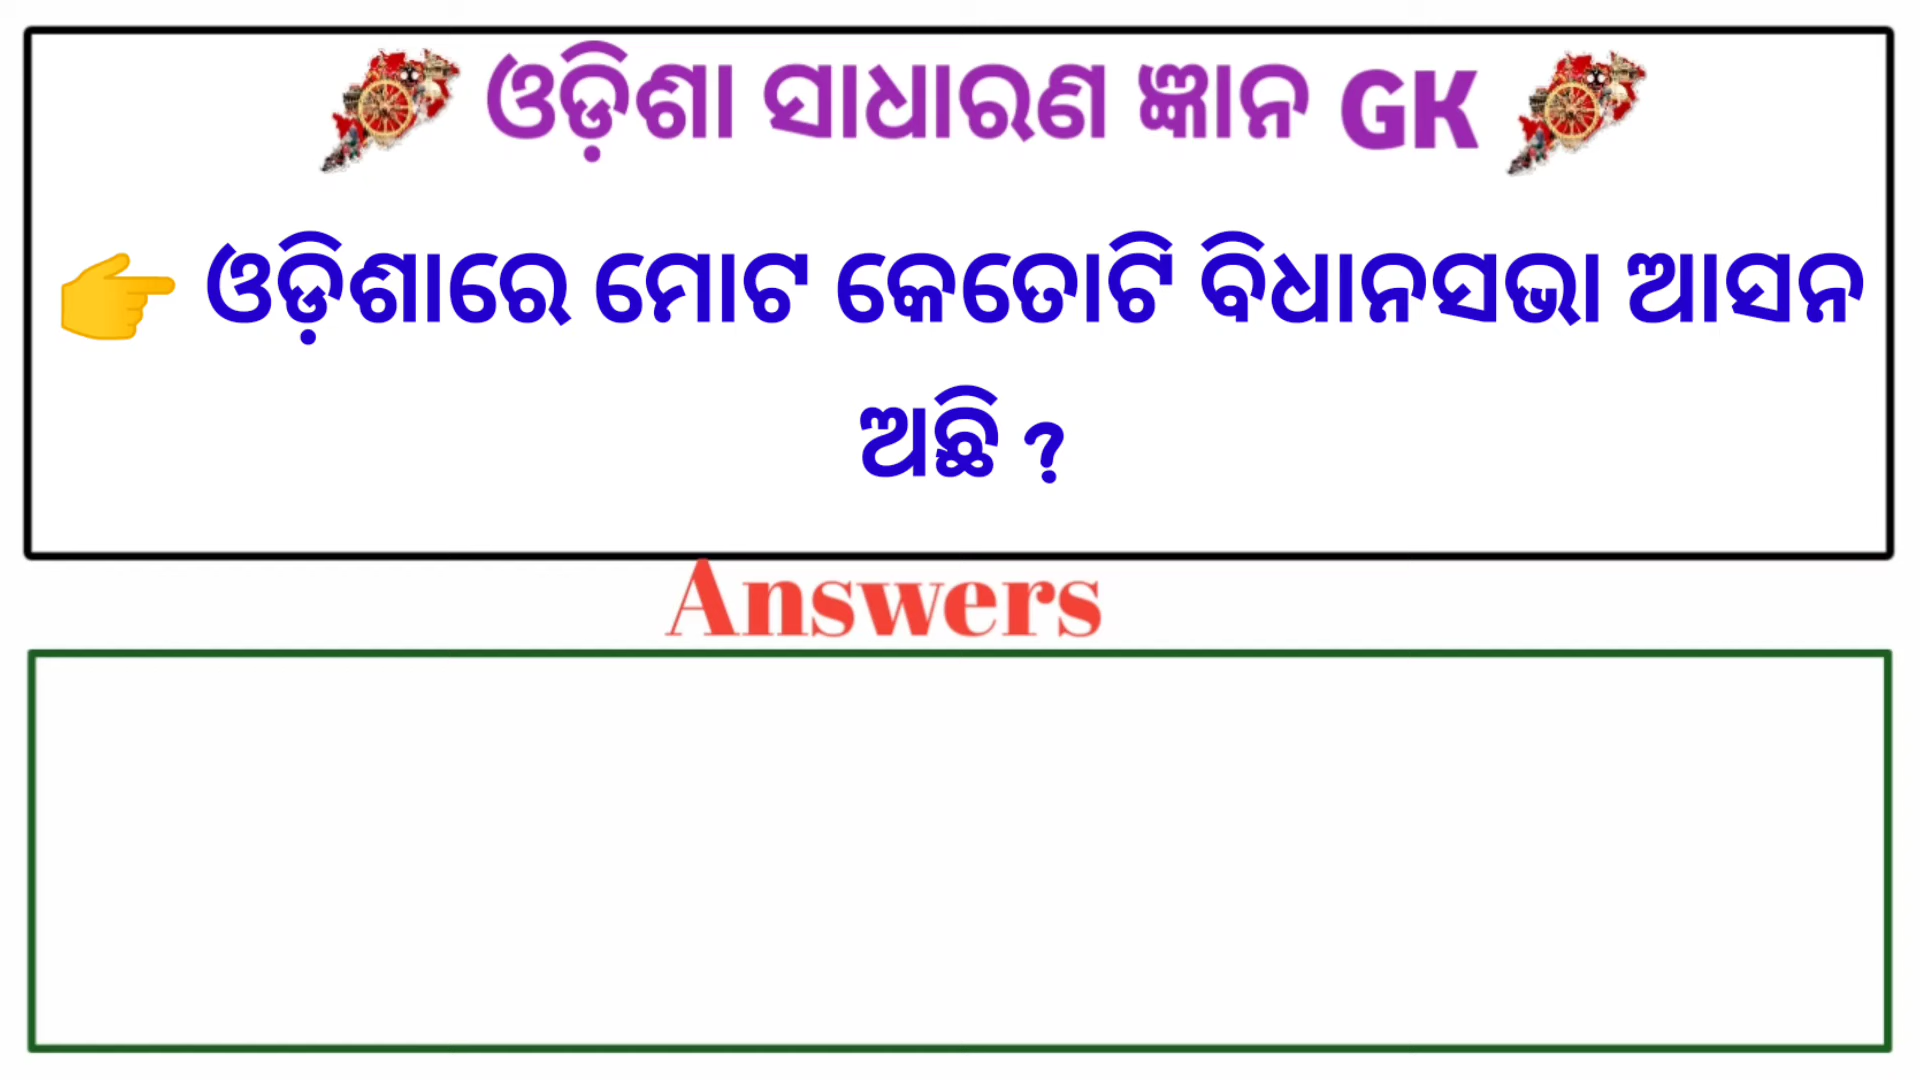 ଓଡ଼ିଶା ସାଧାରଣ ଜ୍ଞାନ GK
👉 ଓଡ଼ିଶାରେ ମୋଟ କେତୋଟି ବିଧାନସଭା ଆସନ
ଅଛି ?
Answers